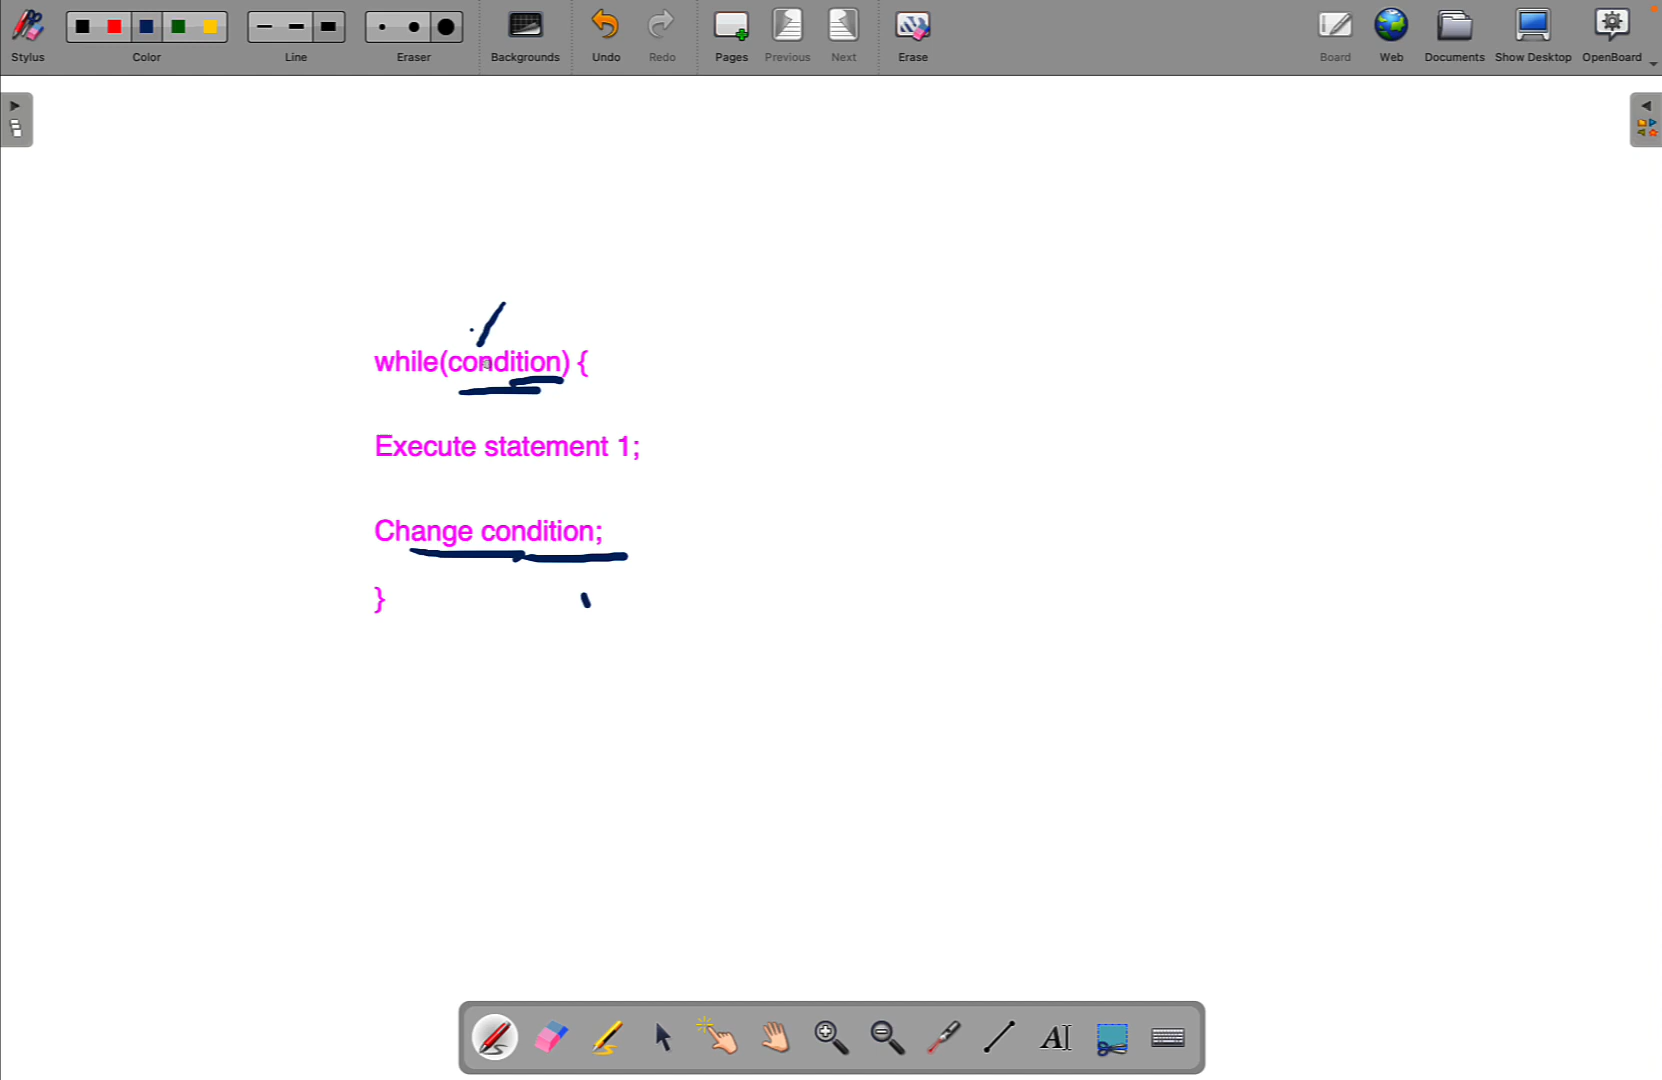 Stylus Color Line Eraser Backgrounds Undo Redo Pages Previous Next Erase Board Web Documents Show Desktop OpenBoard
while(condition) {
Execute statement 1;
Change condition;
}